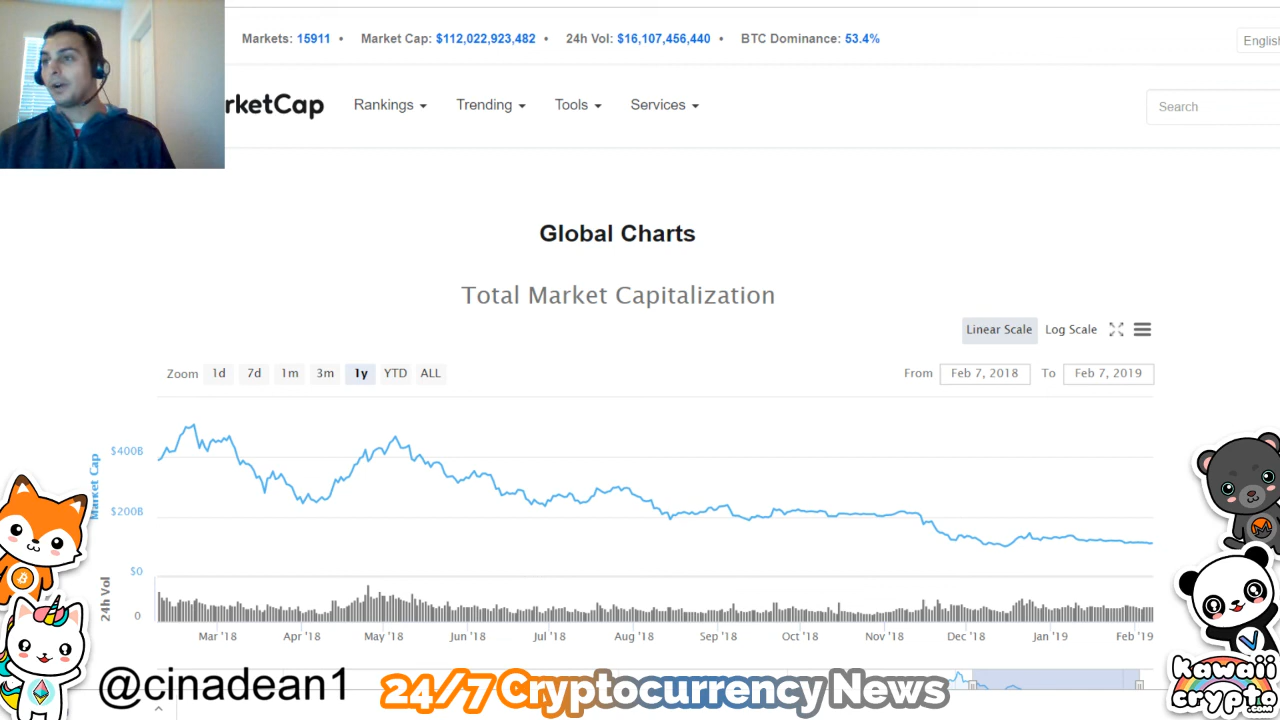 Markets: 15911 • Market Cap: $112,022,923,482 • 24h Vol: $16,107,456,440 • BTC Dominance: 53.4%
English
rketCap Rankings Trending Tools Services
Search
Global Charts
Total Market Capitalization
Linear Scale Log Scale
Zoom 1d 7d 1m 3m 1y YTD ALL From Feb 7, 2018 To Feb 7, 2019
Market Cap
$400B
$200B
$0
24h Vol
0
Mar '18 Apr '18 May '18 Jun '18 Jul '18 Aug '18 Sep '18 Oct '18 Nov '18 Dec '18 Jan '19 Feb '19
@cinadean1
24/7 Cryptocurrency News
kawaii
crypto
.com